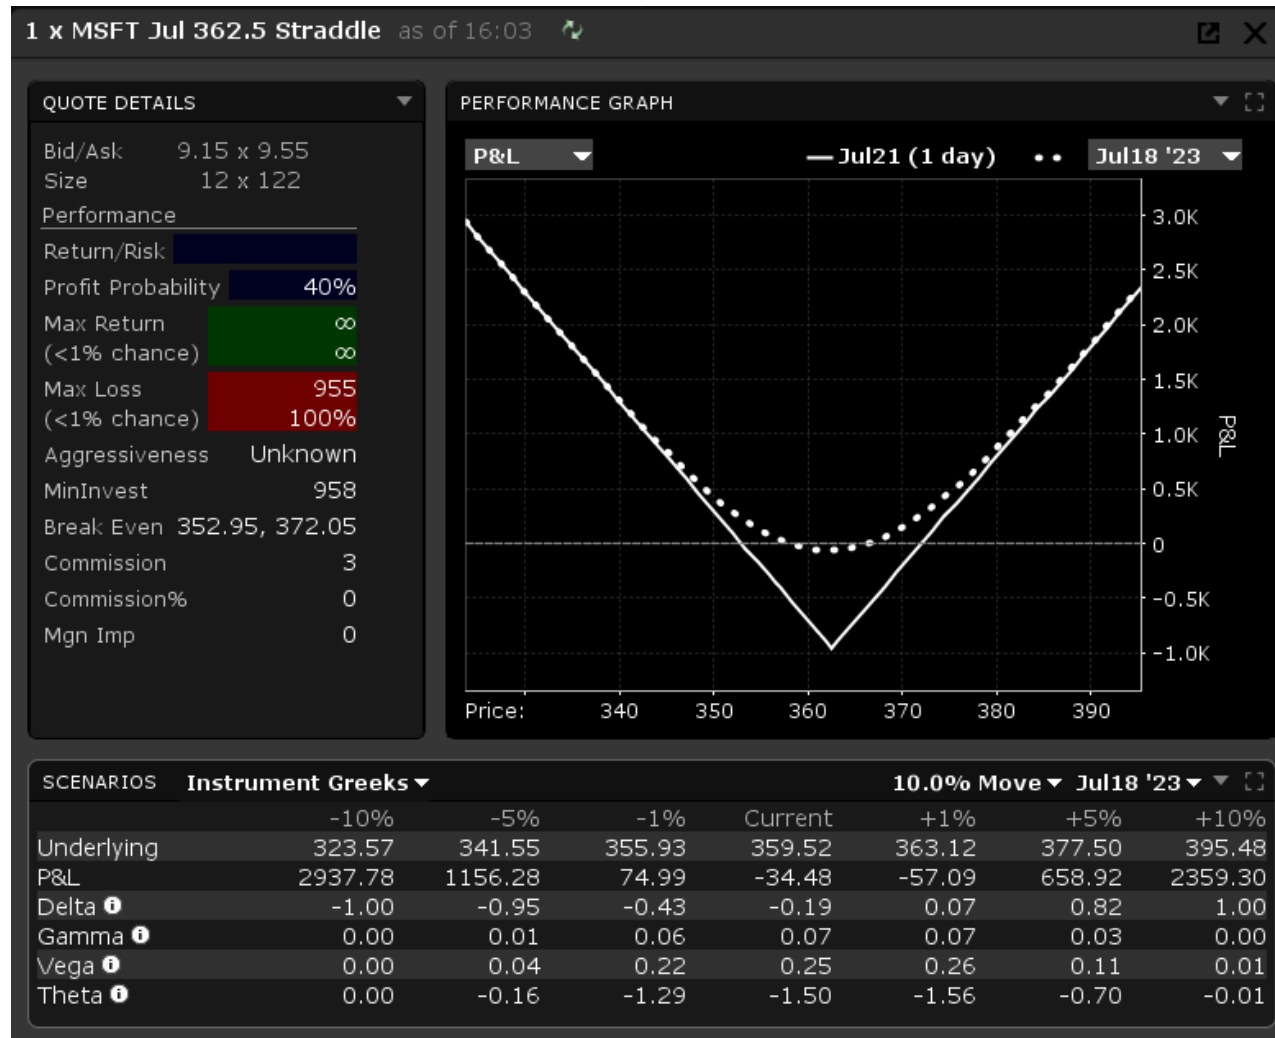 1 x MSFT Jul 362.5 Straddle as of 16:03
QUOTE DETAILS
Bid/Ask 9.15 x 9.55
Size 12 x 122
Performance
Return/Risk
Profit Probability 40%
Max Return ∞
(<1% chance) ∞
Max Loss 955
(<1% chance) 100%
Aggressiveness Unknown
MinInvest 958
Break Even 352.95, 372.05
Commission 3
Commission% 0
Mgn Imp 0
PERFORMANCE GRAPH
P&L Jul21 (1 day) Jul18 '23
3.0K
2.5K
2.0K
1.5K
1.0K
0.5K
0
-0.5K
-1.0K
P&L
Price: 340 350 360 370 380 390
SCENARIOS Instrument Greeks 10.0% Move Jul18 '23
-10% -5% -1% Current +1% +5% +10%
Underlying 323.57 341.55 355.93 359.52 363.12 377.50 395.48
P&L 2937.78 1156.28 74.99 -34.48 -57.09 658.92 2359.30
Delta -1.00 -0.95 -0.43 -0.19 0.07 0.82 1.00
Gamma 0.00 0.01 0.06 0.07 0.07 0.03 0.00
Vega 0.00 0.04 0.22 0.25 0.26 0.11 0.01
Theta 0.00 -0.16 -1.29 -1.50 -1.56 -0.70 -0.01